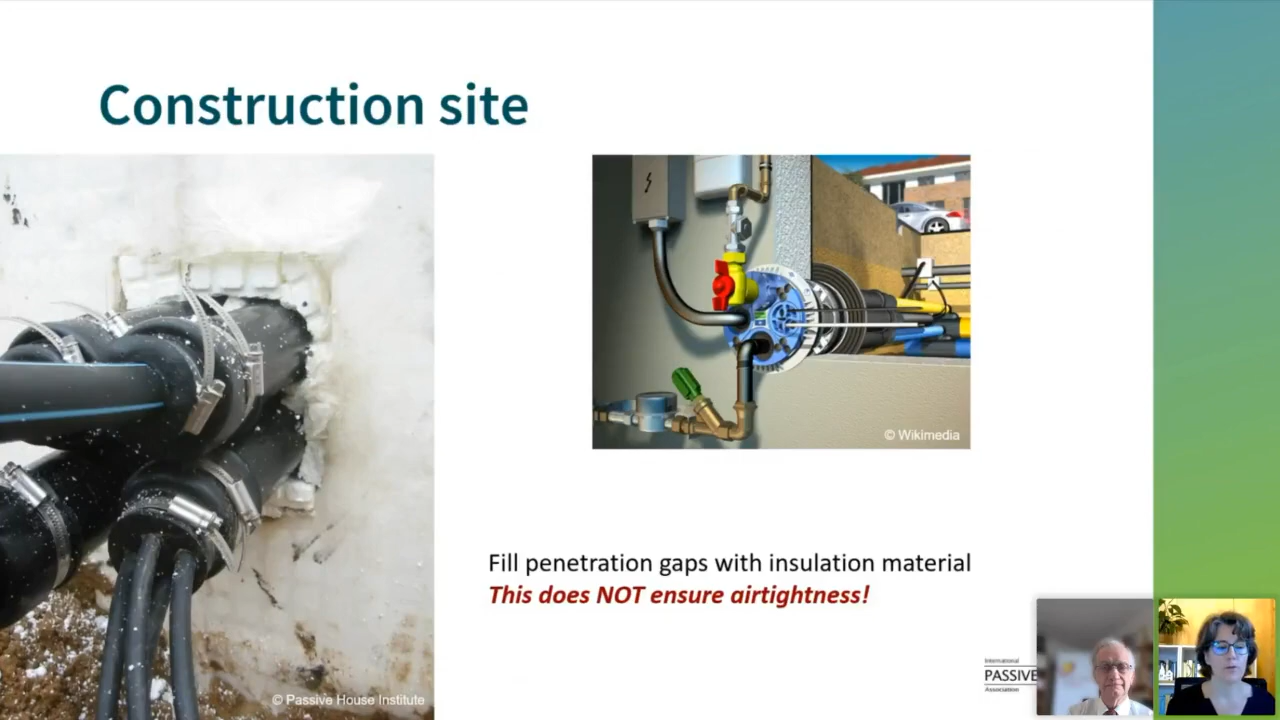 Construction site
© Wikimedia
Fill penetration gaps with insulation material
This does NOT ensure airtightness!
© Passive House Institute
International
PASSIVE
Association